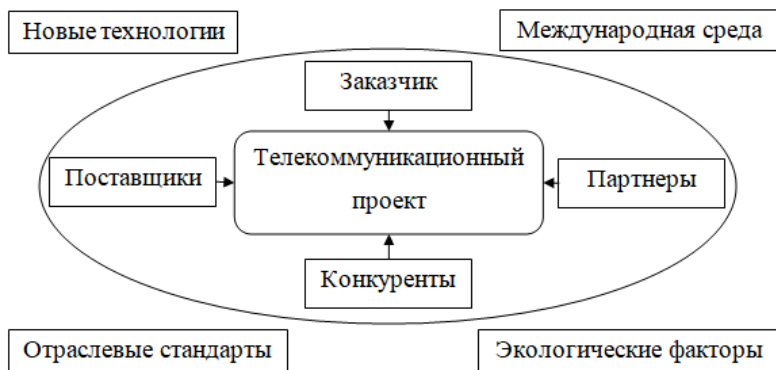 Новые технологии
Международная среда
Заказчик
Телекоммуникационный
проект
Поставщики
Партнеры
Конкуренты
Отраслевые стандарты
Экологические факторы